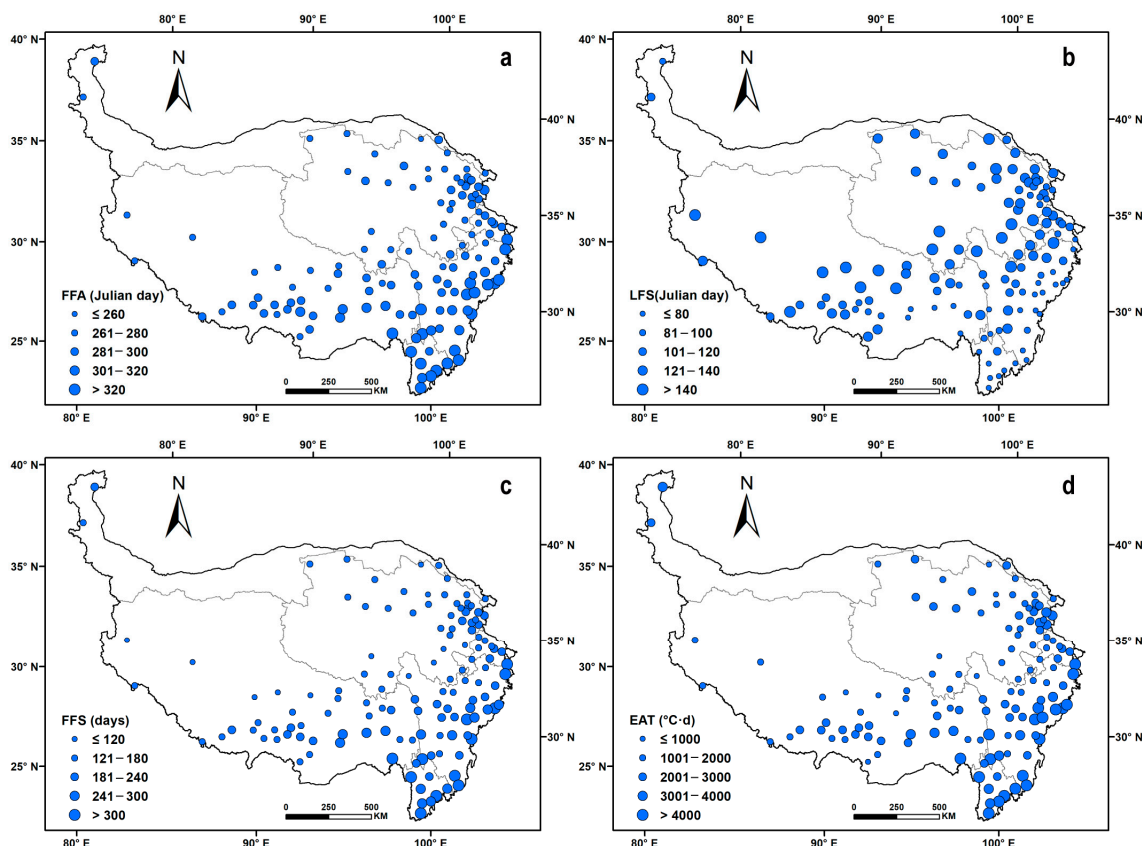 80° E 90° E 100° E
40° N
a
N
40° N
35° N
35° N
30° N
FFA (Julian day)
≤ 260
261–280
281–300
301–320
> 320
30° N
25° N
0 250 500
KM
80° E 90° E 100° E
80° E 90° E 100° E
40° N
b
N
40° N
35° N
35° N
30° N
LFS(Julian day)
≤ 80
81–100
101–120
121–140
> 140
30° N
25° N
0 250 500
KM
80° E 90° E 100° E
80° E 90° E 100° E
40° N
c
N
40° N
35° N
35° N
30° N
FFS (days)
≤ 120
121–180
181–240
241–300
> 300
30° N
25° N
0 250 500
KM
80° E 90° E 100° E
80° E 90° E 100° E
40° N
d
N
40° N
35° N
35° N
30° N
EAT (°C·d)
≤ 1000
1001–2000
2001–3000
3001–4000
> 4000
30° N
25° N
0 250 500
KM
80° E 90° E 100° E